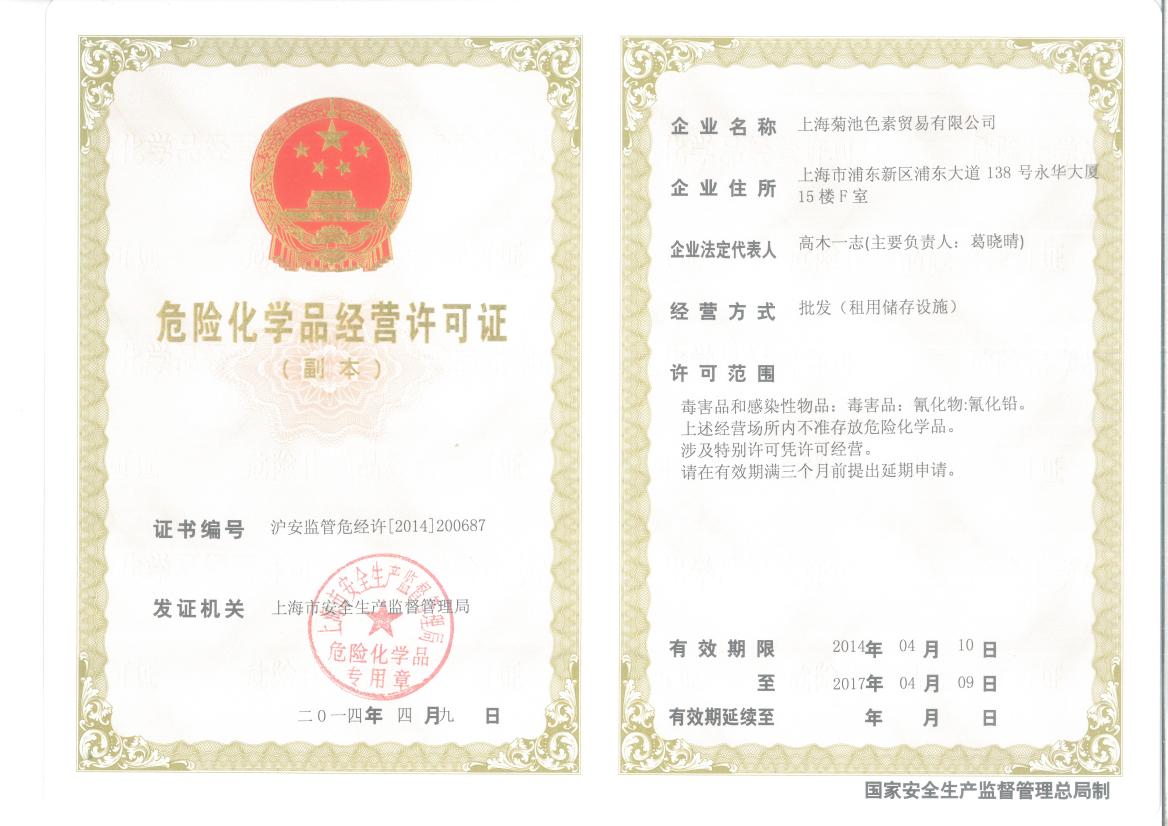 危险化学品经营许可证
（副本）
证书编号 沪安监管危经许[2014]200687
发证机关 上海市安全生产监督管理局
上海市安全生产监督管理局
危险化学品
专用章
二０一四年 四 月九 日
企业名称 上海菊池色素贸易有限公司
企业住所 上海市浦东新区浦东大道 138 号永华大厦
15 楼 F 室
企业法定代表人 高木一志(主要负责人：葛晓晴)
经营方式 批发（租用储存设施）
许可范围
毒害品和感染性物品：毒害品：氰化物:氰化铅。
上述经营场所内不准存放危险化学品。
涉及特别许可凭许可经营。
请在有效期满三个月前提出延期申请。
有效期限 2014年 04 月 10 日
至 2017年 04 月 09 日
有效期延续至 年 月 日
国家安全生产监督管理总局制